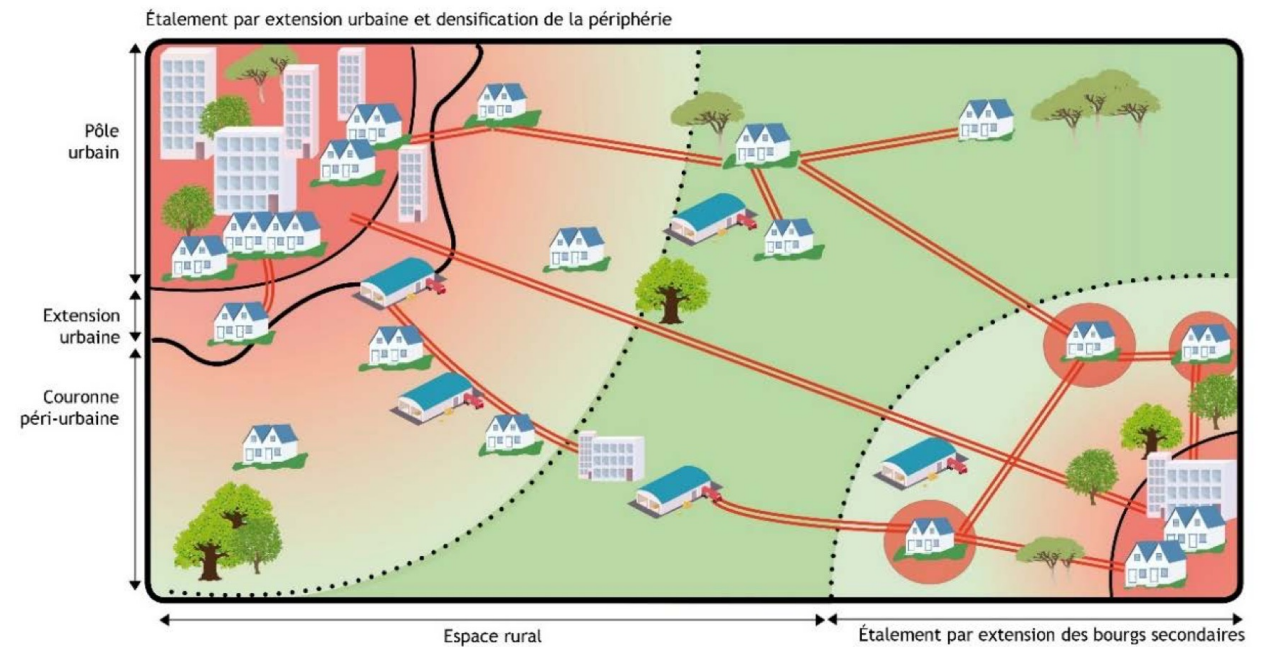 Étalement par extension urbaine et densification de la périphérie
Pôle
urbain
Extension
urbaine
Couronne
péri-urbaine
Espace rural
Étalement par extension des bourgs secondaires